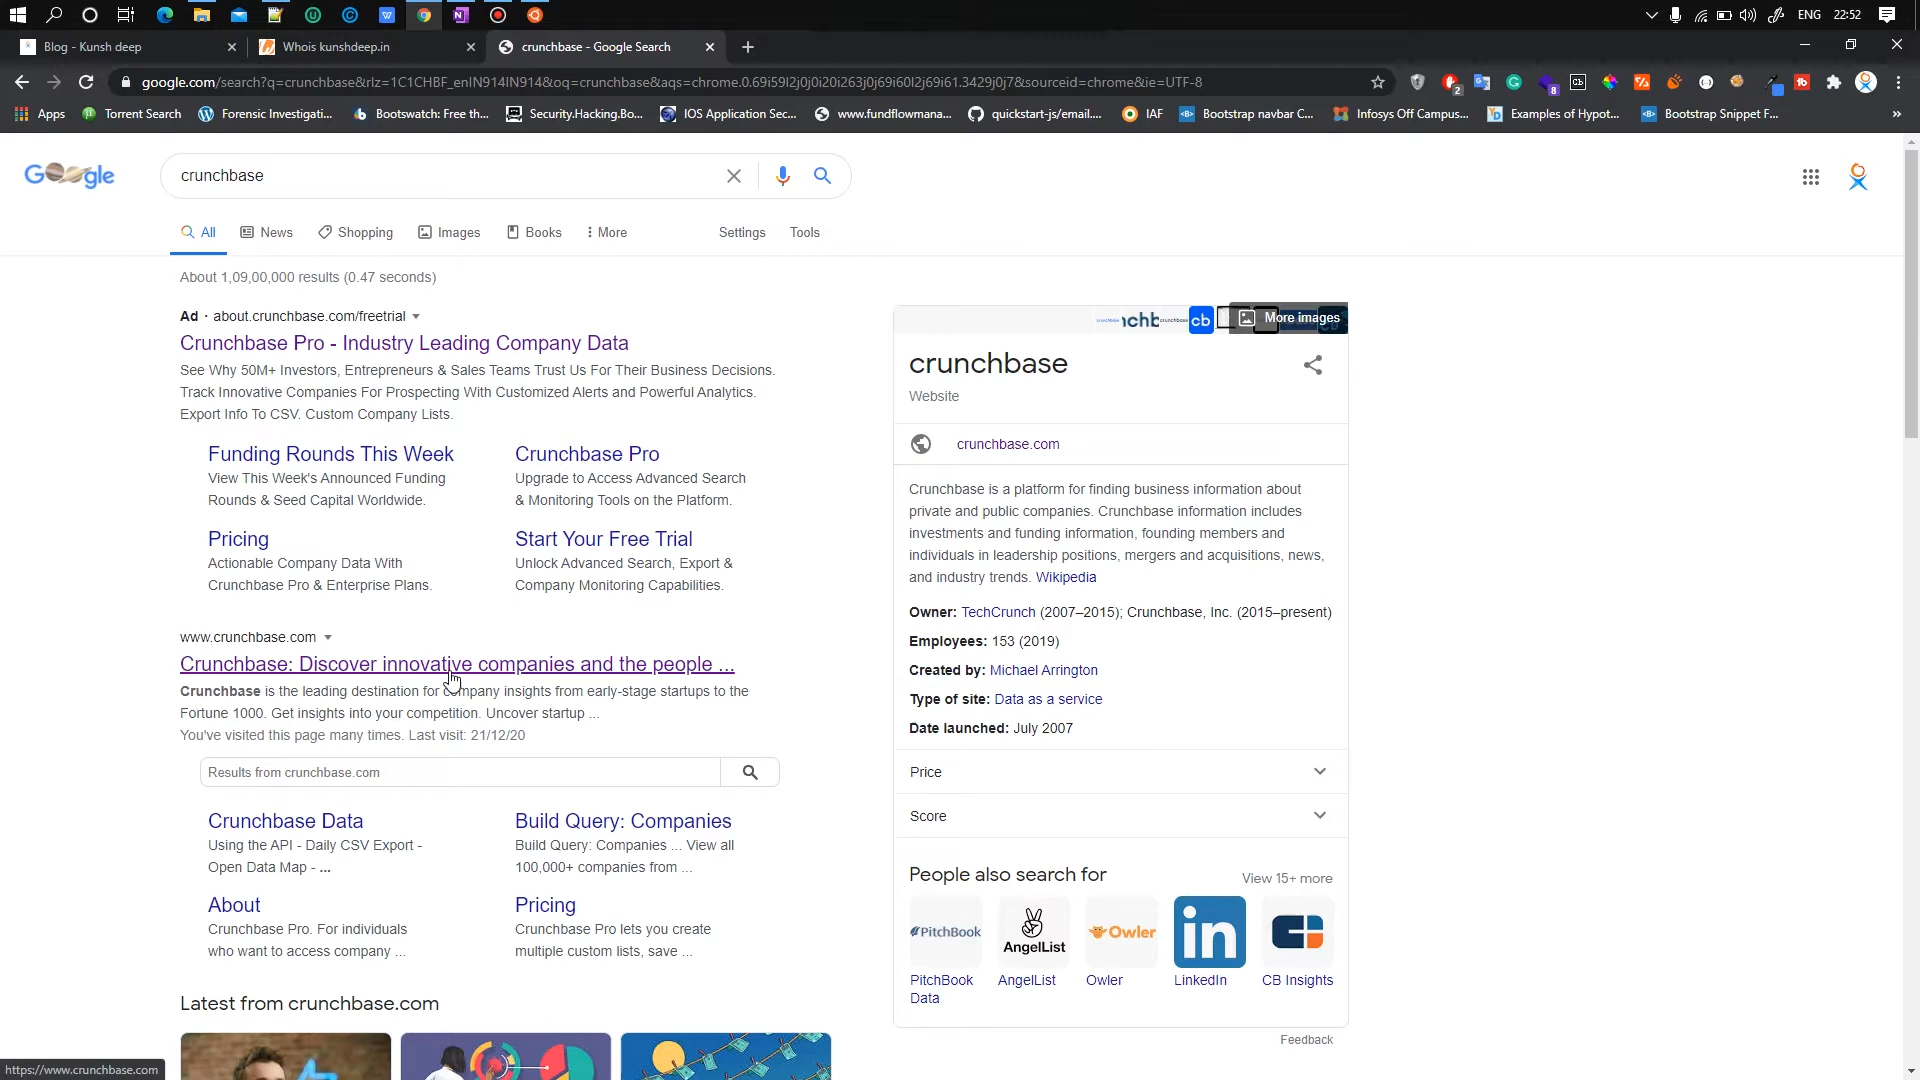 ENG 22:52
Blog - Kunsh deep
Whois kunshdeep.in
crunchbase - Google Search
google.com/search?q=crunchbase&rlz=1C1CHBF_enIN914IN914&oq=crunchbase&aqs=chrome.0.69i59l2j0j0i20i263j0j69i60l2j69i61.3429j0j7&sourceid=chrome&ie=UTF-8
Apps Torrent Search Forensic Investigati... Bootswatch: Free th... Security.Hacking.Bo... IOS Application Sec... www.fundflowmana... quickstart-js/email.... IAF Bootstrap navbar C... Infosys Off Campus... Examples of Hypot... Bootstrap Snippet F...
Google
crunchbase
All News Shopping Images Books More Settings Tools
About 1,09,00,000 results (0.47 seconds)
Ad · about.crunchbase.com/freetrial
Crunchbase Pro - Industry Leading Company Data
See Why 50M+ Investors, Entrepreneurs & Sales Teams Trust Us For Their Business Decisions.
Track Innovative Companies For Prospecting With Customized Alerts and Powerful Analytics.
Export Info To CSV. Custom Company Lists.
Funding Rounds This Week
View This Week's Announced Funding
Rounds & Seed Capital Worldwide.
Crunchbase Pro
Upgrade to Access Advanced Search
& Monitoring Tools on the Platform.
Pricing
Actionable Company Data With
Crunchbase Pro & Enterprise Plans.
Start Your Free Trial
Unlock Advanced Search, Export &
Company Monitoring Capabilities.
www.crunchbase.com
Crunchbase: Discover innovative companies and the people ...
Crunchbase is the leading destination for company insights from early-stage startups to the
Fortune 1000. Get insights into your competition. Uncover startup ...
You've visited this page many times. Last visit: 21/12/20
Results from crunchbase.com
Crunchbase Data
Using the API - Daily CSV Export -
Open Data Map - ...
Build Query: Companies
Build Query: Companies ... View all
100,000+ companies from ...
About
Crunchbase Pro. For individuals
who want to access company ...
Pricing
Crunchbase Pro lets you create
multiple custom lists, save ...
Latest from crunchbase.com
https://www.crunchbase.com
cb
More images
crunchbase
Website
crunchbase.com
Crunchbase is a platform for finding business information about
private and public companies. Crunchbase information includes
investments and funding information, founding members and
individuals in leadership positions, mergers and acquisitions, news,
and industry trends. Wikipedia
Owner: TechCrunch (2007–2015); Crunchbase, Inc. (2015–present)
Employees: 153 (2019)
Created by: Michael Arrington
Type of site: Data as a service
Date launched: July 2007
Price
Score
People also search for
View 15+ more
PitchBook
AngelList
Owler
in
PitchBook Data
AngelList
Owler
LinkedIn
CB Insights
Feedback